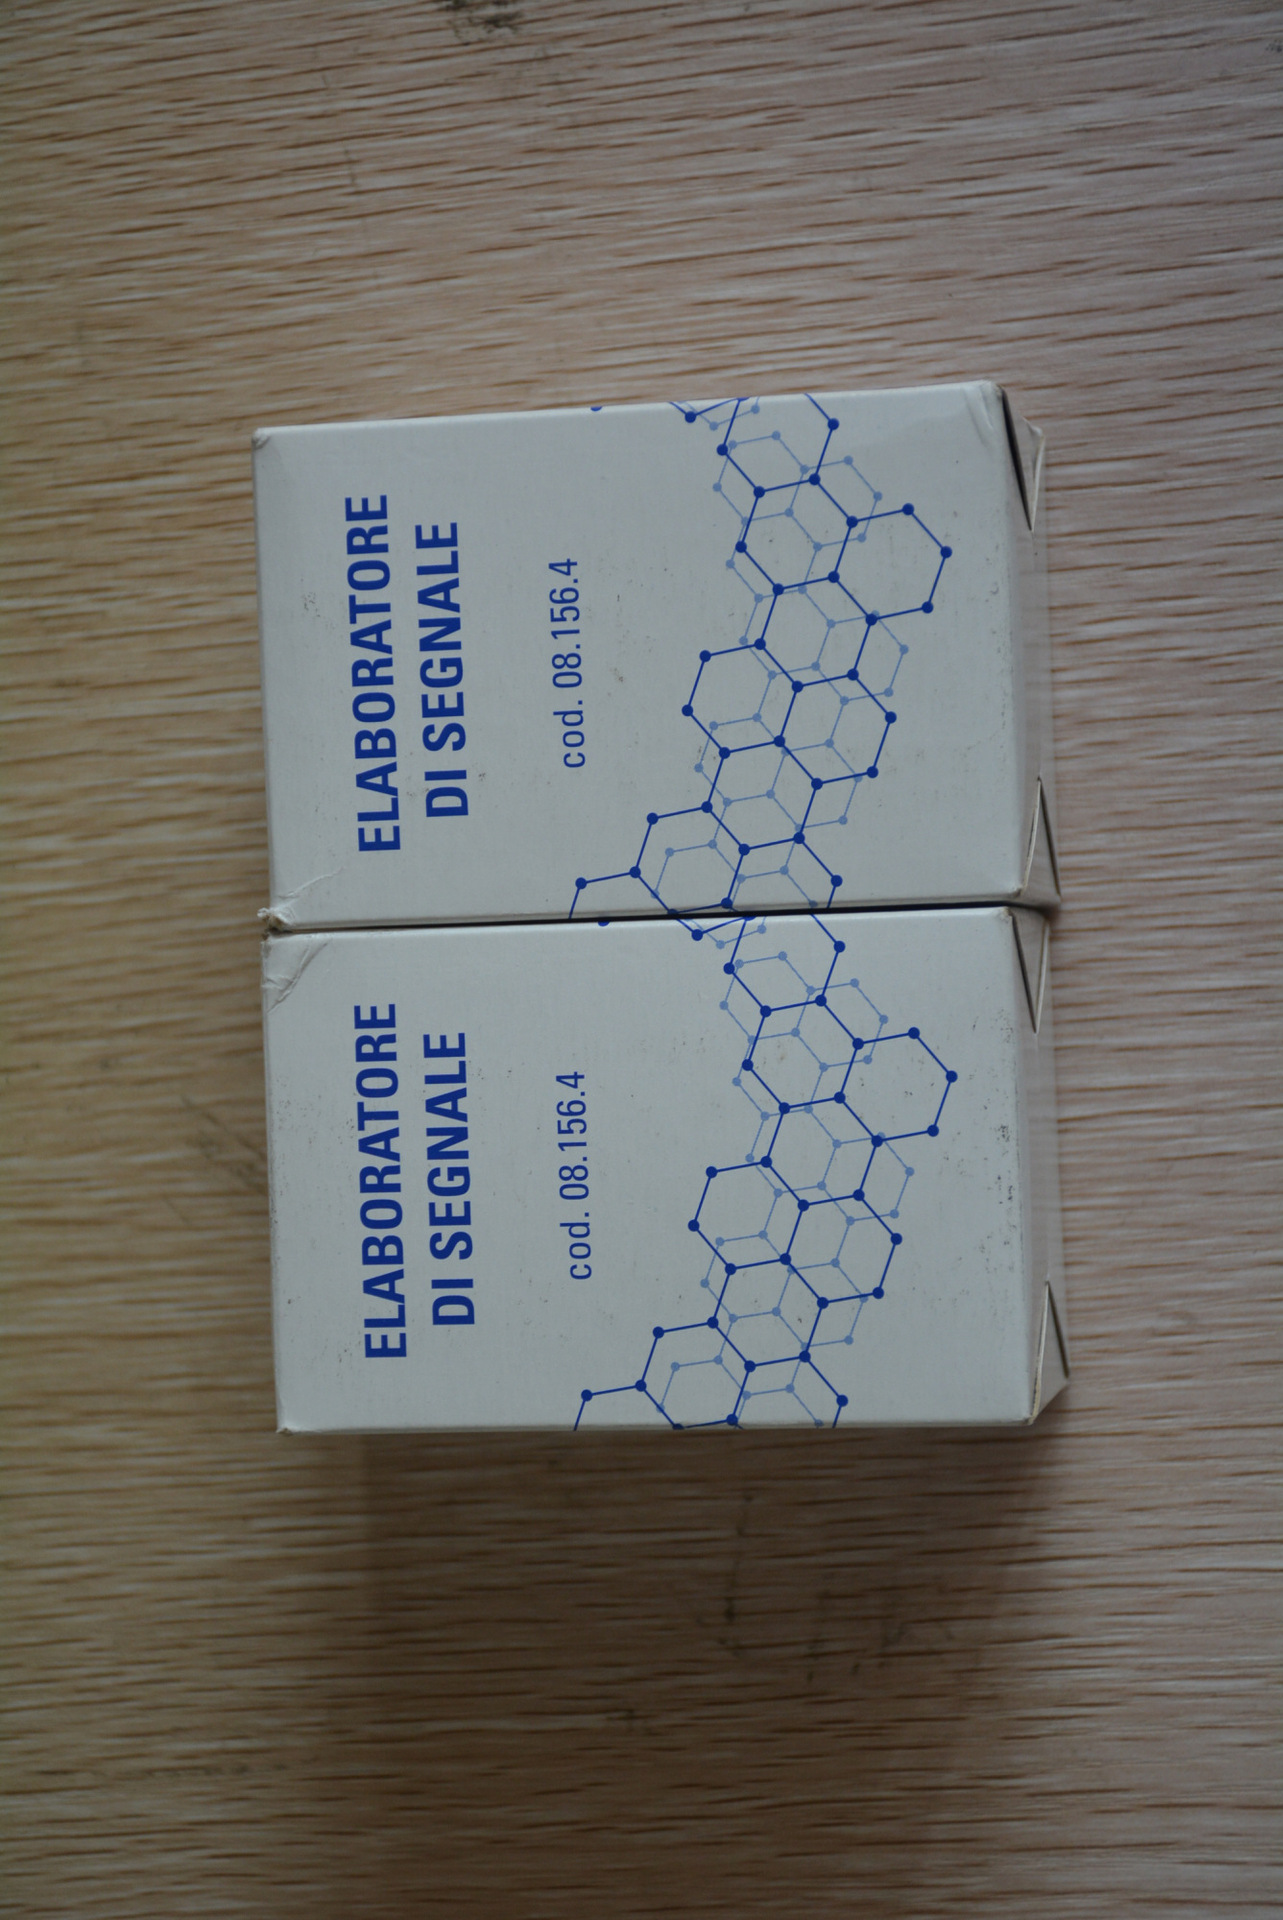 ELABORATORE
DI SEGNALE
cod. 08.156.4
ELABORATORE
DI SEGNALE
cod. 08.156.4